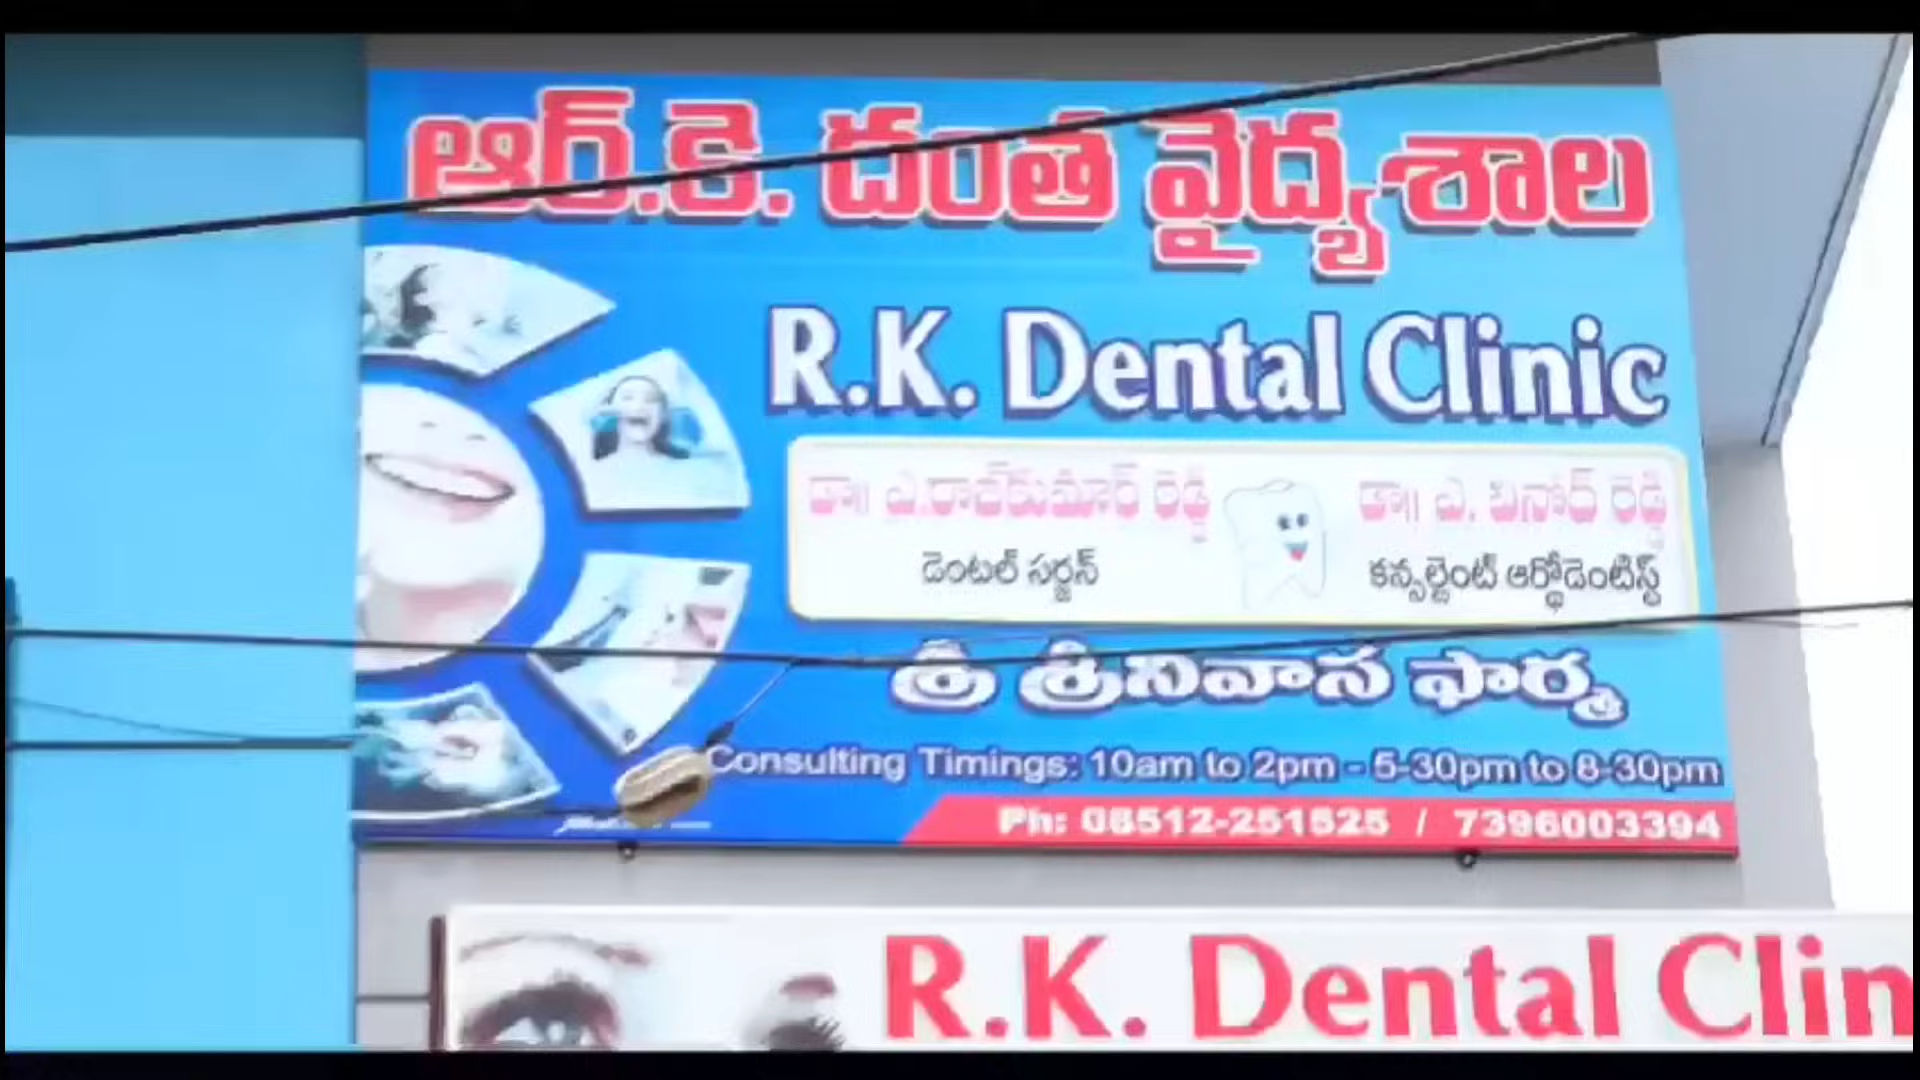 ఆర్.కె. దంత వైద్యశాల
R.K. Dental Clinic
డా॥ ఎ.రాజ్‌కుమార్ రెడ్డి
డెంటల్ సర్జన్
డా॥ ఎ. వినోద్ రెడ్డి
కన్సల్టెంట్ ఆర్థోడెంటిస్ట్
శ్రీ శ్రీనివాస ఫార్మ
Consulting Timings: 10am to 2pm - 5-30pm to 8-30pm
Ph: 08512-251525 / 7396003394
R.K. Dental Clin